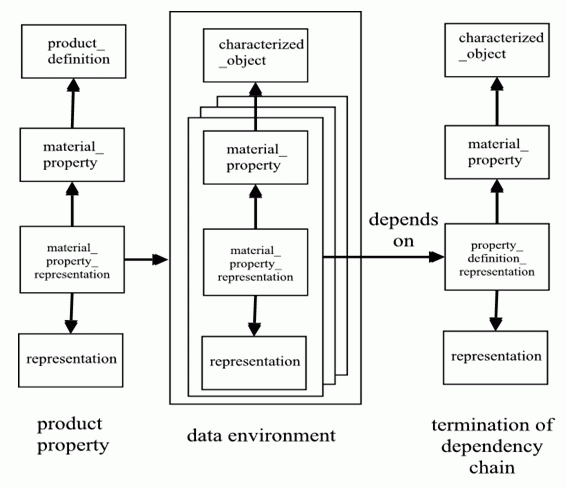 product_
definition
material_
property
material_
property_
representation
representation
product
property
characterized
_object
material_
property
material_
property_
representation
representation
data environment
depends
on
characterized
_object
material_
property
property_
definition_
representation
representation
termination of
dependency
chain